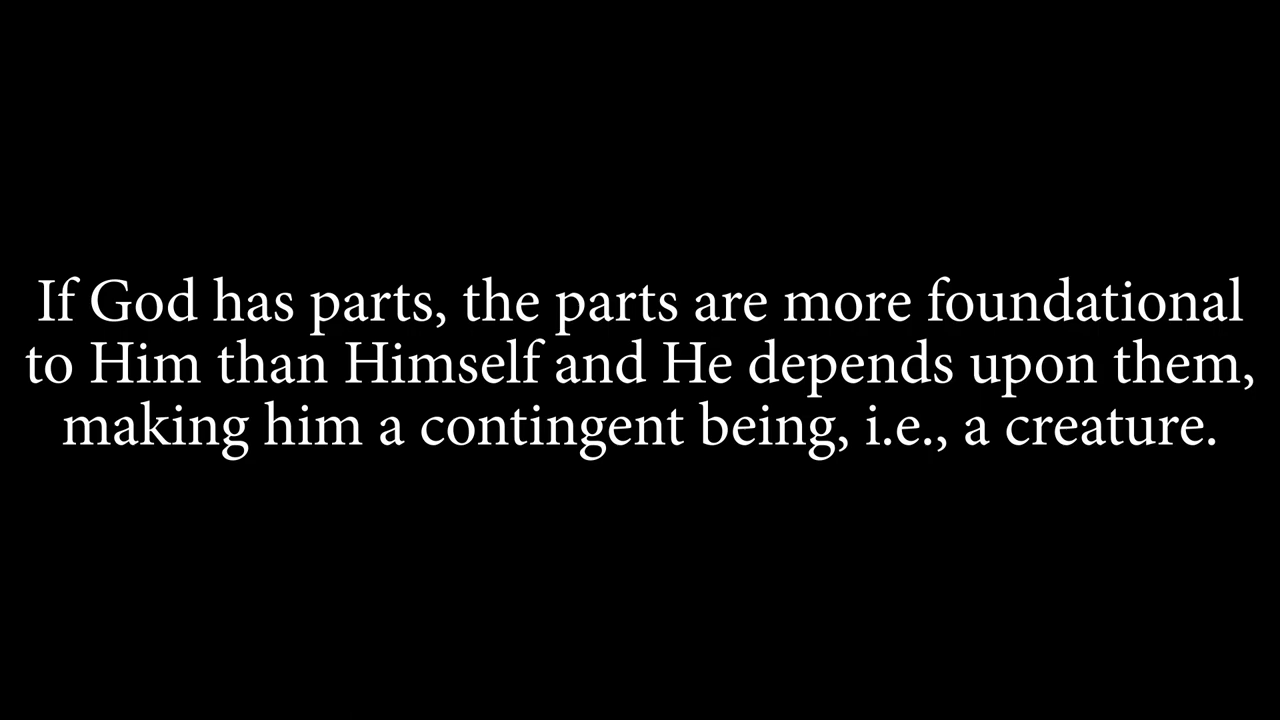 If God has parts, the parts are more foundational
to Him than Himself and He depends upon them,
making him a contingent being, i.e., a creature.